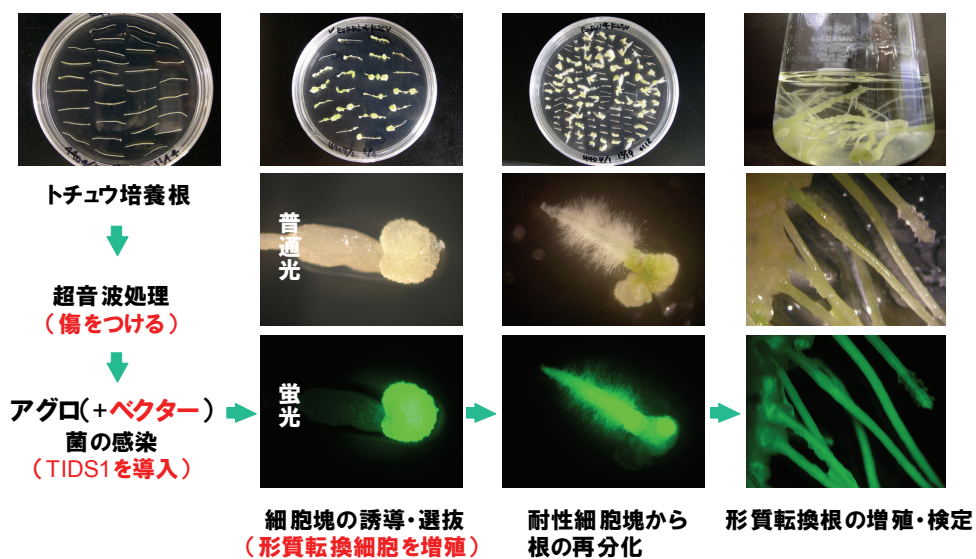 トチュウ培養根
超音波処理
（傷をつける）
アグロ(+ベクター)
菌の感染
（TIDS1を導入）
普通光
蛍光
細胞塊の誘導・選抜
（形質転換細胞を増殖）
耐性細胞塊から
根の再分化
形質転換根の増殖・検定